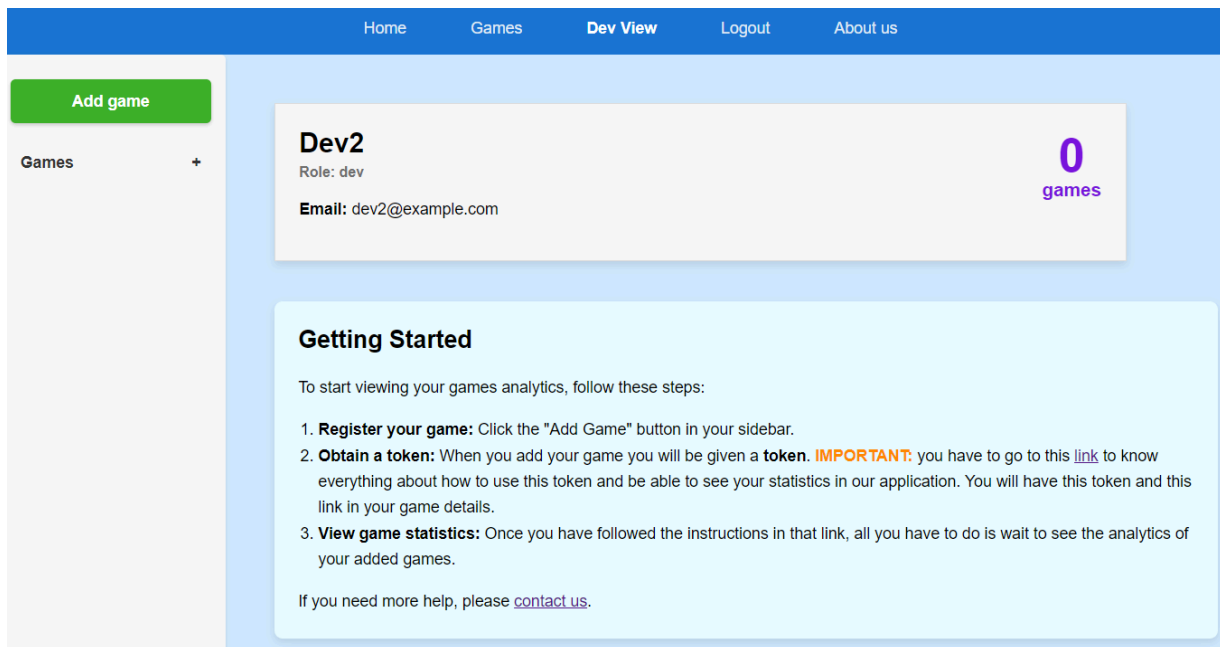 Home Games Dev View Logout About us
Add game
Games +
Dev2
Role: dev
Email: dev2@example.com
0
games
Getting Started
To start viewing your games analytics, follow these steps:
1. Register your game: Click the "Add Game" button in your sidebar.
2. Obtain a token: When you add your game you will be given a token. IMPORTANT: you have to go to this link to know
everything about how to use this token and be able to see your statistics in our application. You will have this token and this
link in your game details.
3. View game statistics: Once you have followed the instructions in that link, all you have to do is wait to see the analytics of
your added games.
If you need more help, please contact us.